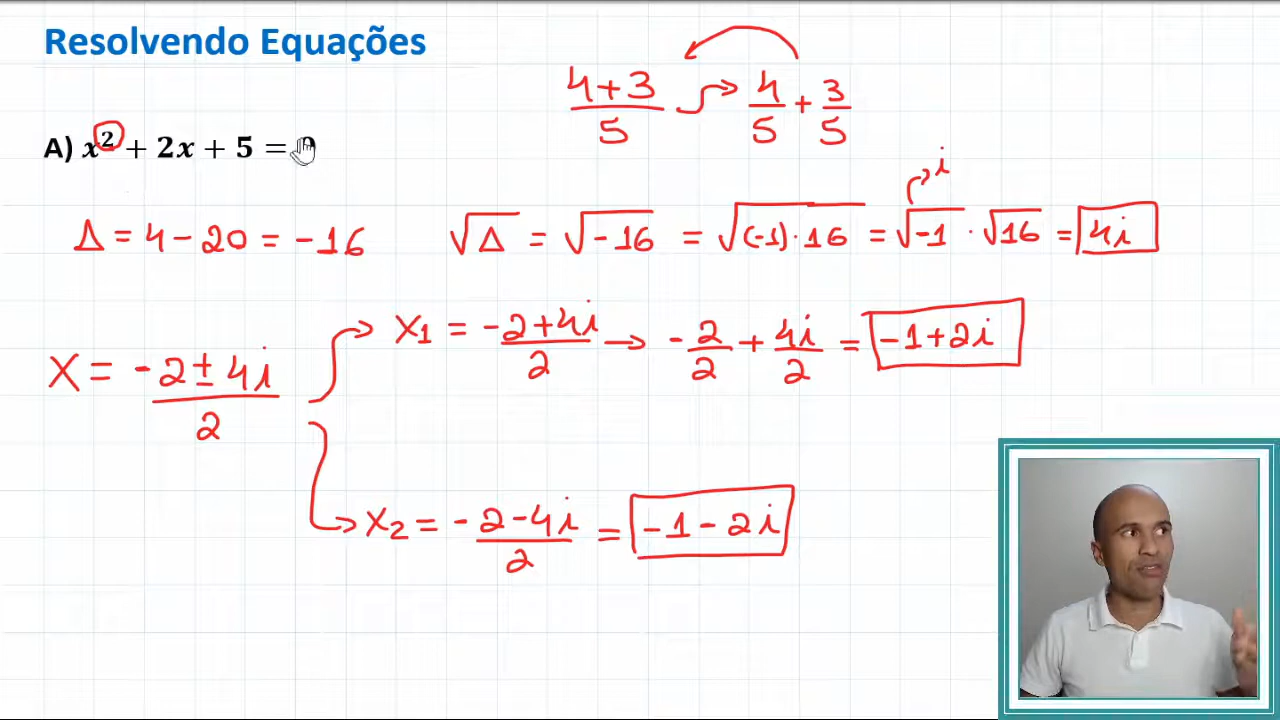 Resolvendo Equações
4+3/5 → 4/5 + 3/5
A) x² + 2x + 5 = 0
i
Δ = 4 - 20 = -16
√Δ = √-16 = √(-1)·16 = √-1 · √16 = 4i
X = -2 ± 4i/2
X₁ = -2+4i/2 → -2/2 + 4i/2 = -1+2i
X₂ = -2-4i/2 = -1-2i